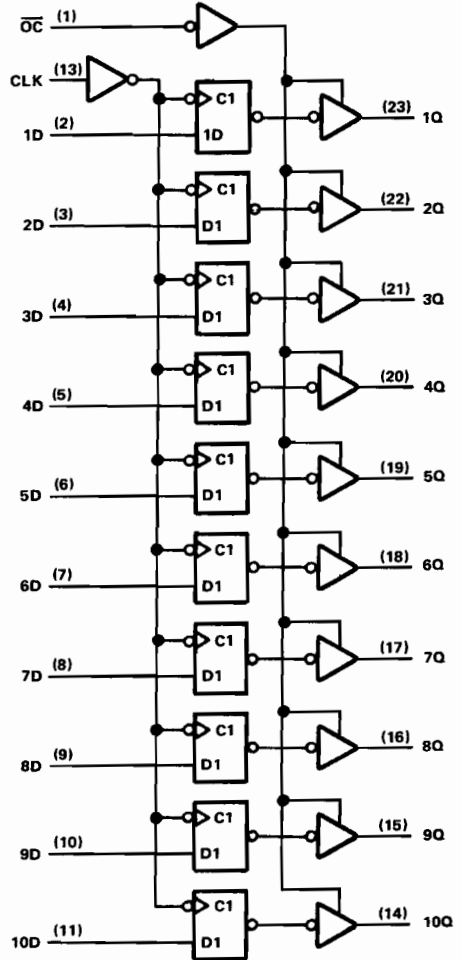 O̅C̅ (1)
CLK (13)
C1
1D (2) 1D (23) 1Q
C1
2D (3) D1 (22) 2Q
C1
3D (4) D1 (21) 3Q
C1
4D (5) D1 (20) 4Q
C1
5D (6) D1 (19) 5Q
C1
6D (7) D1 (18) 6Q
C1
7D (8) D1 (17) 7Q
C1
8D (9) D1 (16) 8Q
C1
9D (10) D1 (15) 9Q
C1
10D (11) D1 (14) 10Q